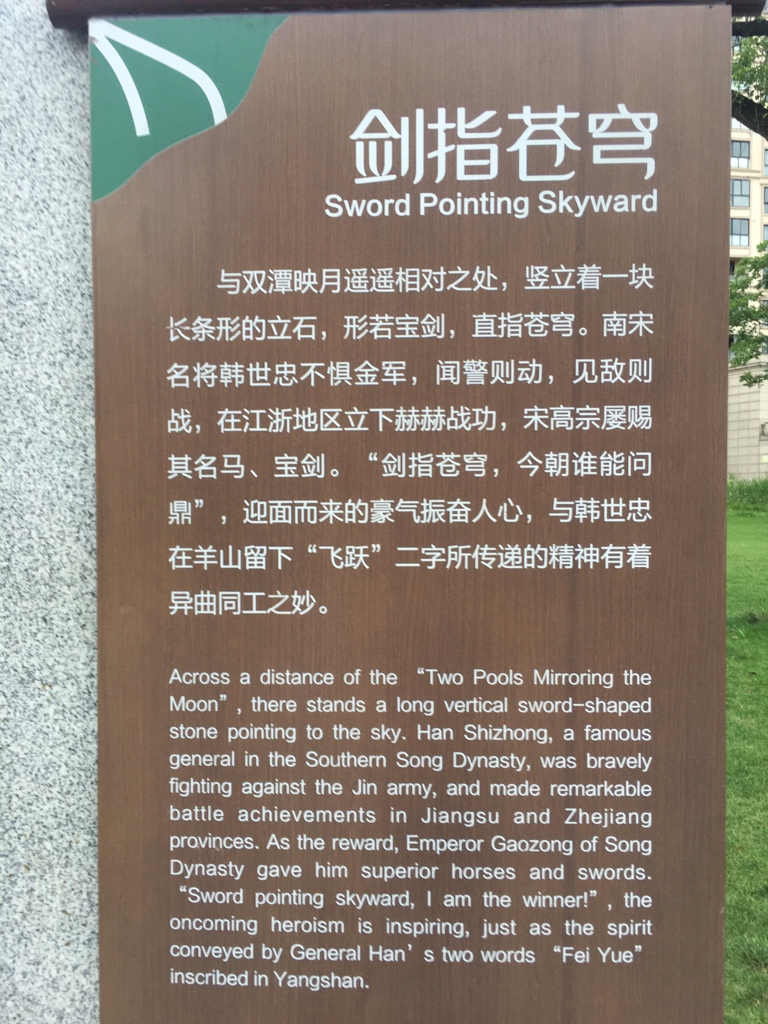 剑指苍穹
Sword Pointing Skyward
与双潭映月遥遥相对之处，竖立着一块
长条形的立石，形若宝剑，直指苍穹。南宋
名将韩世忠不惧金军，闻警则动，见敌则
战，在江浙地区立下赫赫战功，宋高宗屡赐
其名马、宝剑。“剑指苍穹，今朝谁能问
鼎”，迎面而来的豪气振奋人心，与韩世忠
在羊山留下“飞跃”二字所传递的精神有着
异曲同工之妙。
Across a distance of the “Two Pools Mirroring the
Moon”, there stands a long vertical sword-shaped
stone pointing to the sky. Han Shizhong, a famous
general in the Southern Song Dynasty, was bravely
fighting against the Jin army, and made remarkable
battle achievements in Jiangsu and Zhejiang
provinces. As the reward, Emperor Gaozong of Song
Dynasty gave him superior horses and swords.
“Sword pointing skyward, I am the winner!”, the
oncoming heroism is inspiring, just as the spirit
conveyed by General Han’s two words “Fei Yue”
inscribed in Yangshan.